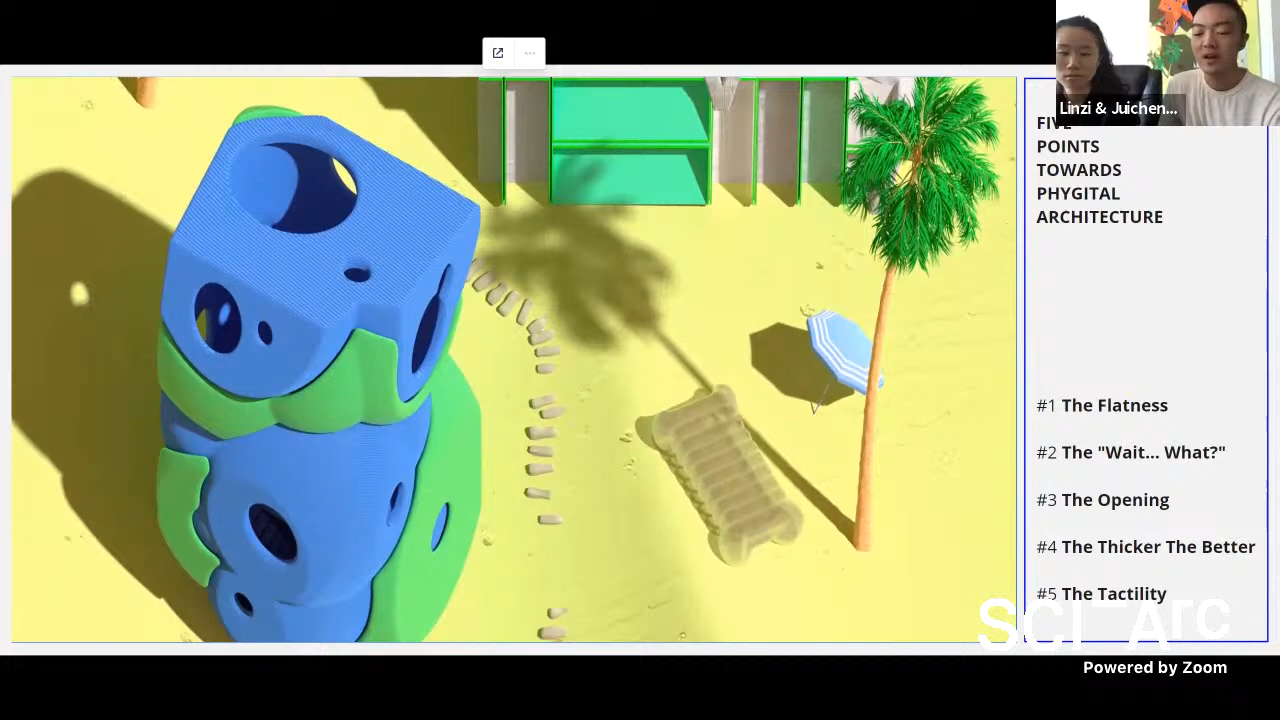 Linzi & Juichen...
FIVE
POINTS
TOWARDS
PHYGITAL
ARCHITECTURE
#1 The Flatness
#2 The "Wait... What?"
#3 The Opening
#4 The Thicker The Better
#5 The Tactility
SCI-Arc
Powered by Zoom